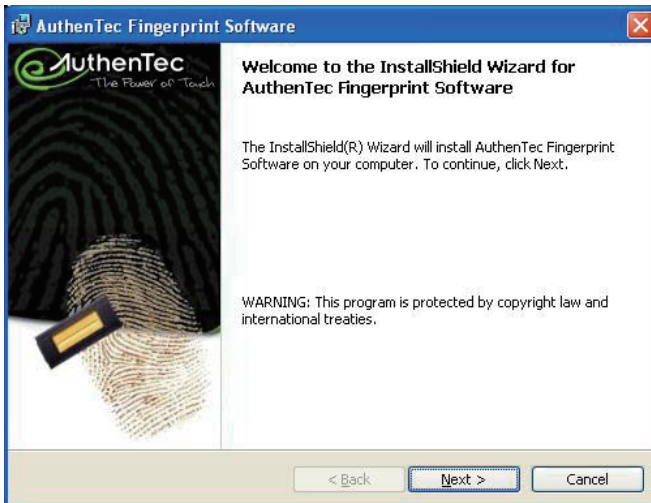 AuthenTec Fingerprint Software
AuthenTec
The Power of Touch
Welcome to the InstallShield Wizard for
AuthenTec Fingerprint Software
The InstallShield(R) Wizard will install AuthenTec Fingerprint
Software on your computer. To continue, click Next.
WARNING: This program is protected by copyright law and
international treaties.
< Back
Next >
Cancel